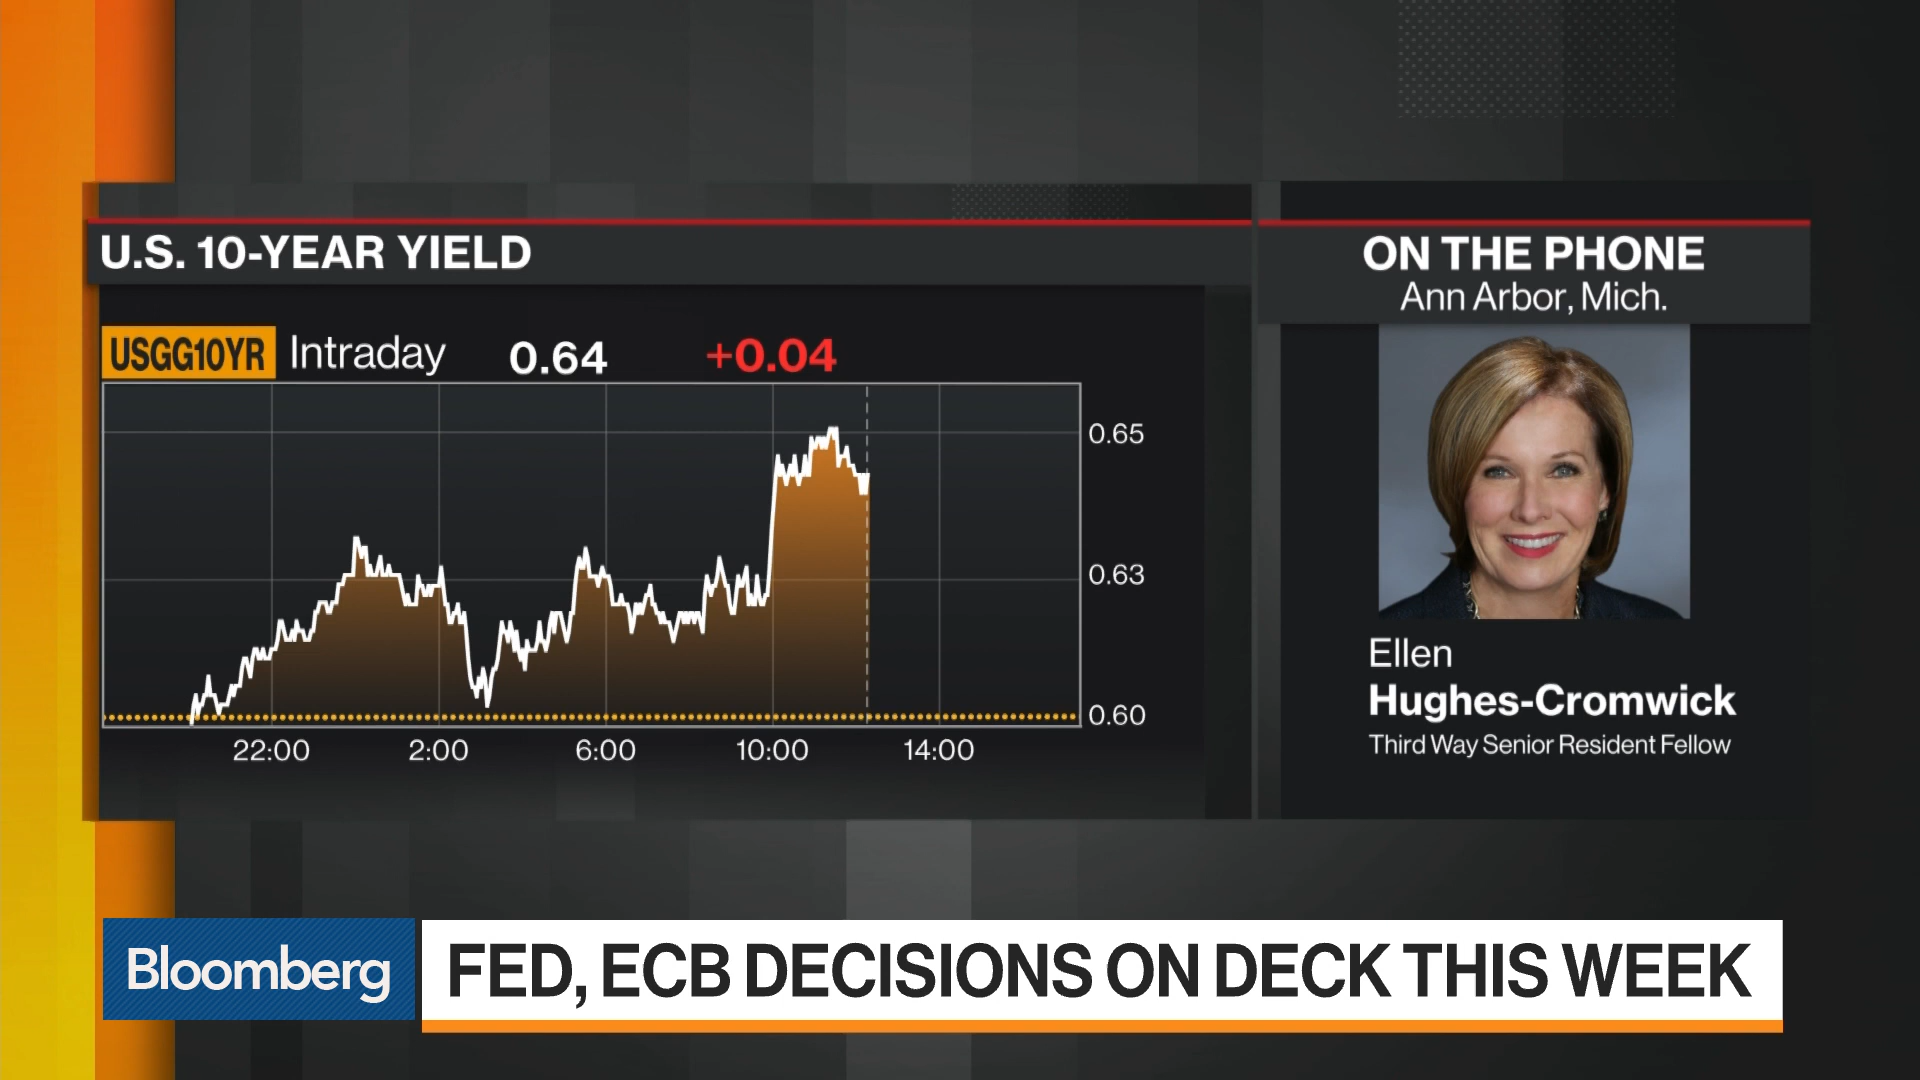 U.S. 10-YEAR YIELD
USGG10YR Intraday 0.64 +0.04
0.65
0.63
0.60
22:00 2:00 6:00 10:00 14:00
ON THE PHONE
Ann Arbor, Mich.
Ellen
Hughes-Cromwick
Third Way Senior Resident Fellow
Bloomberg
FED, ECB DECISIONS ON DECK THIS WEEK